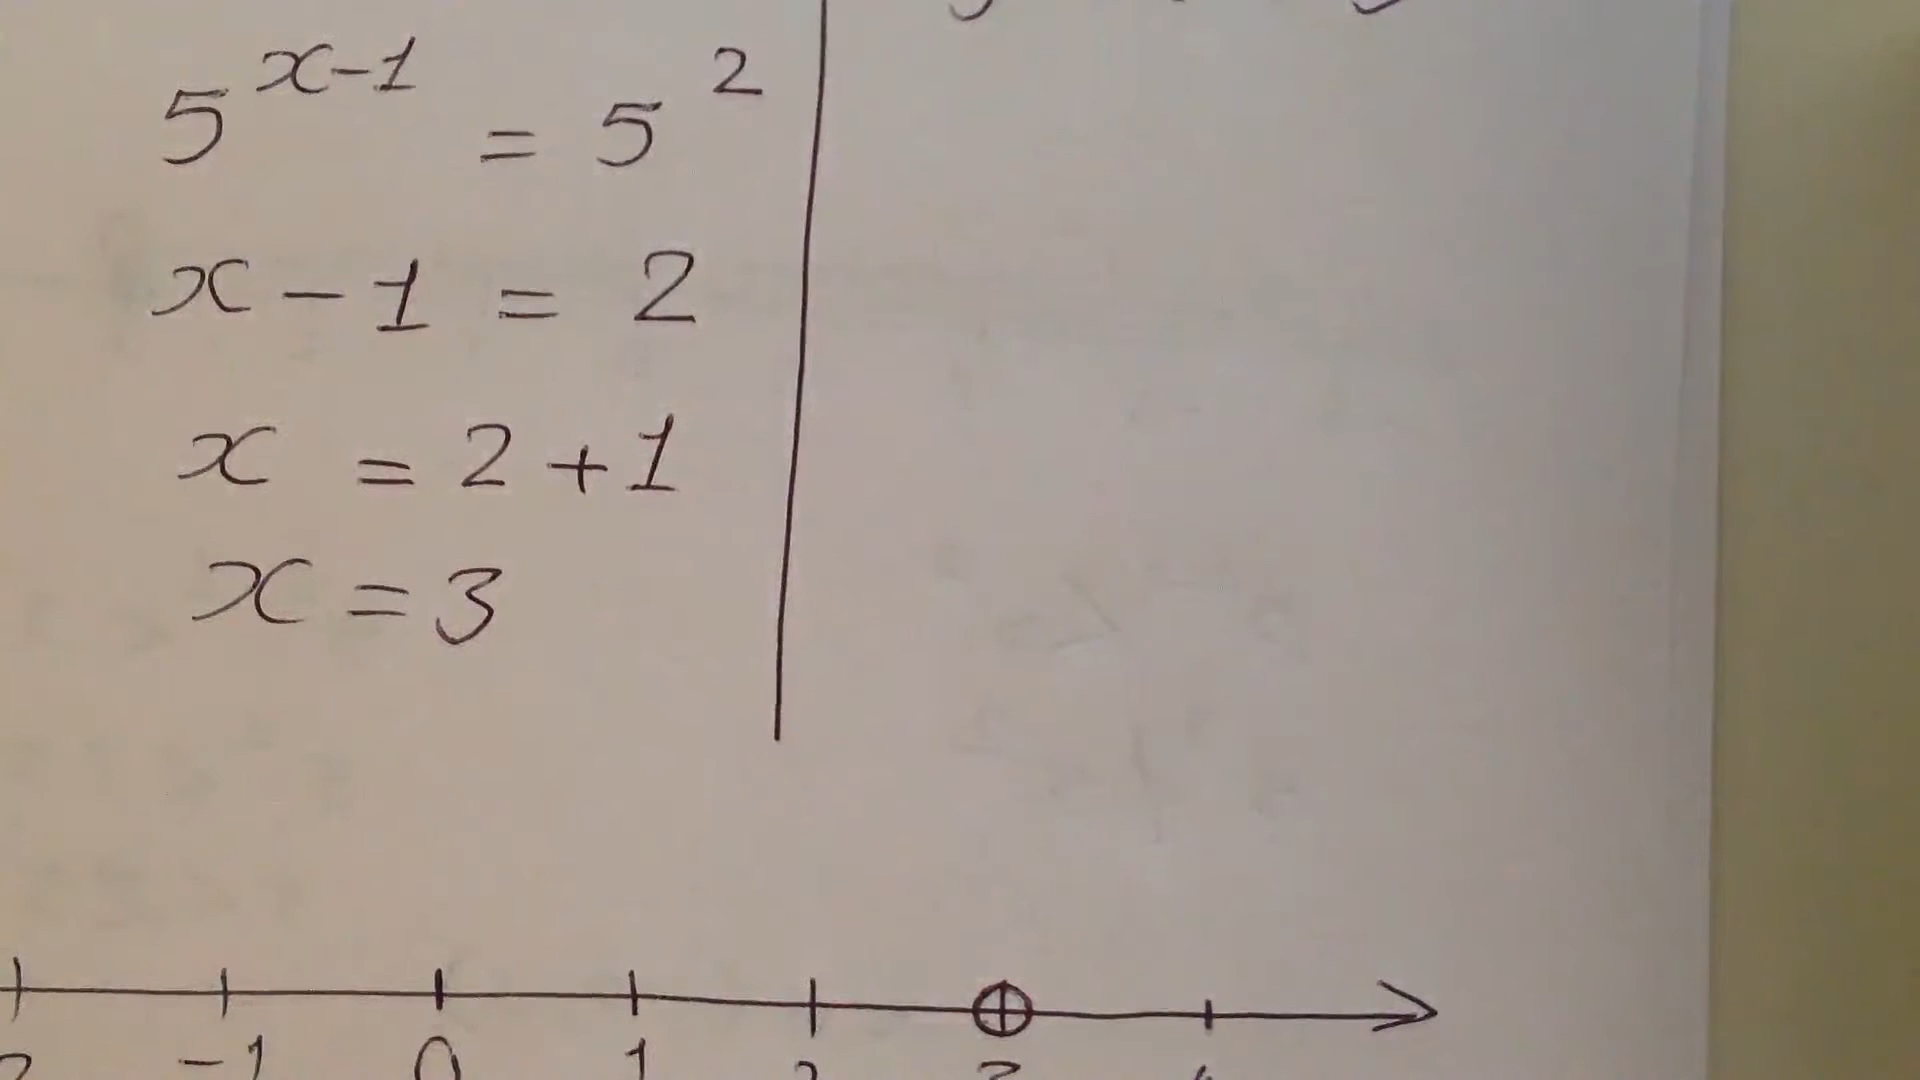 5^{x-1} = 5^2
x - 1 = 2
x = 2 + 1
x = 3
-1 0 1